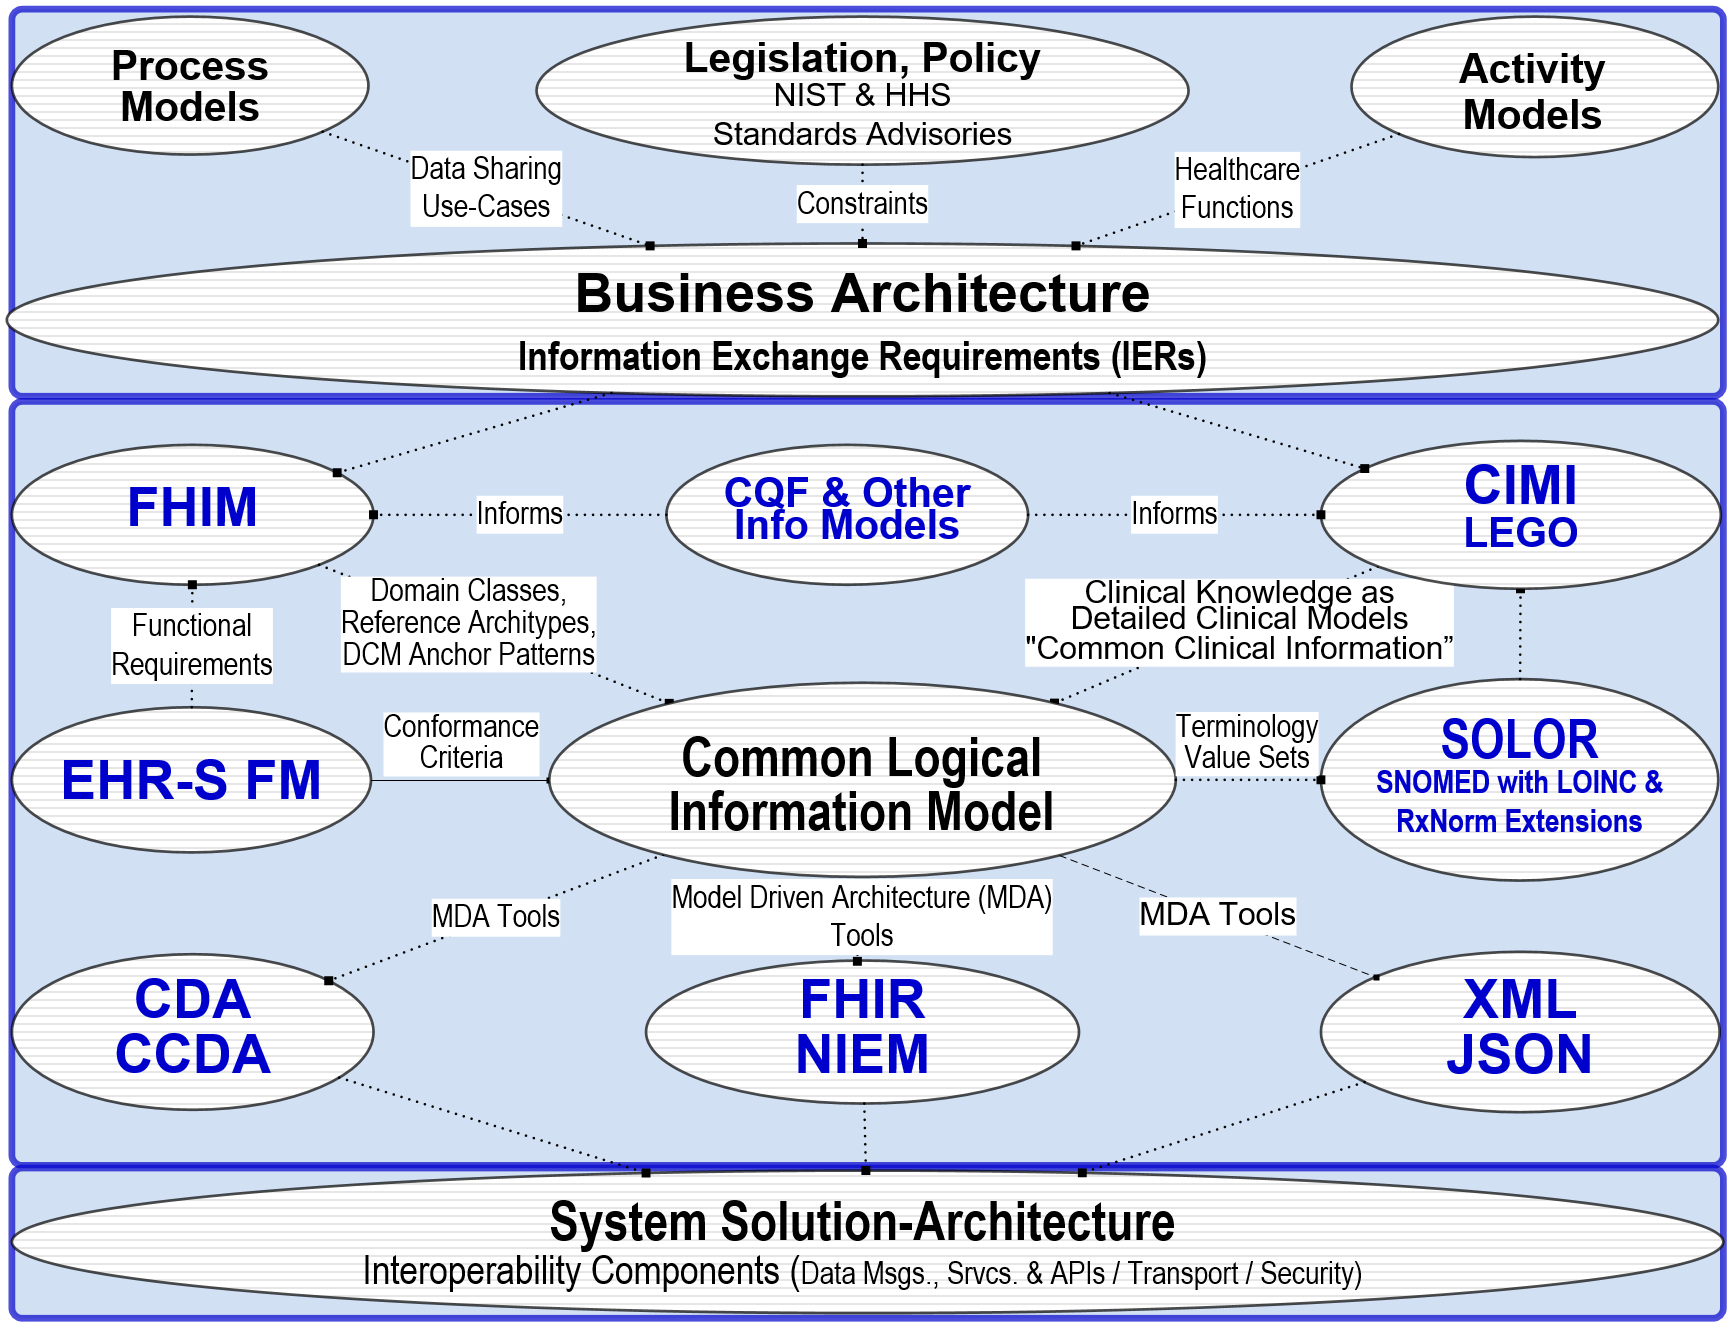 Process
Models
Legislation, Policy
NIST & HHS
Standards Advisories
Activity
Models
Data Sharing
Use-Cases
Constraints
Healthcare
Functions
Business Architecture
Information Exchange Requirements (IERs)
FHIM
Informs
CQF & Other
Info Models
Informs
CIMI
LEGO
Functional
Requirements
Domain Classes,
Reference Architypes,
DCM Anchor Patterns
Clinical Knowledge as
Detailed Clinical Models
"Common Clinical Information”
EHR-S FM
Conformance
Criteria
Common Logical
Information Model
Terminology
Value Sets
SOLOR
SNOMED with LOINC &
RxNorm Extensions
MDA Tools
Model Driven Architecture (MDA)
Tools
MDA Tools
CDA
CCDA
FHIR
NIEM
XML
JSON
System Solution-Architecture
Interoperability Components (Data Msgs., Srvcs. & APIs / Transport / Security)